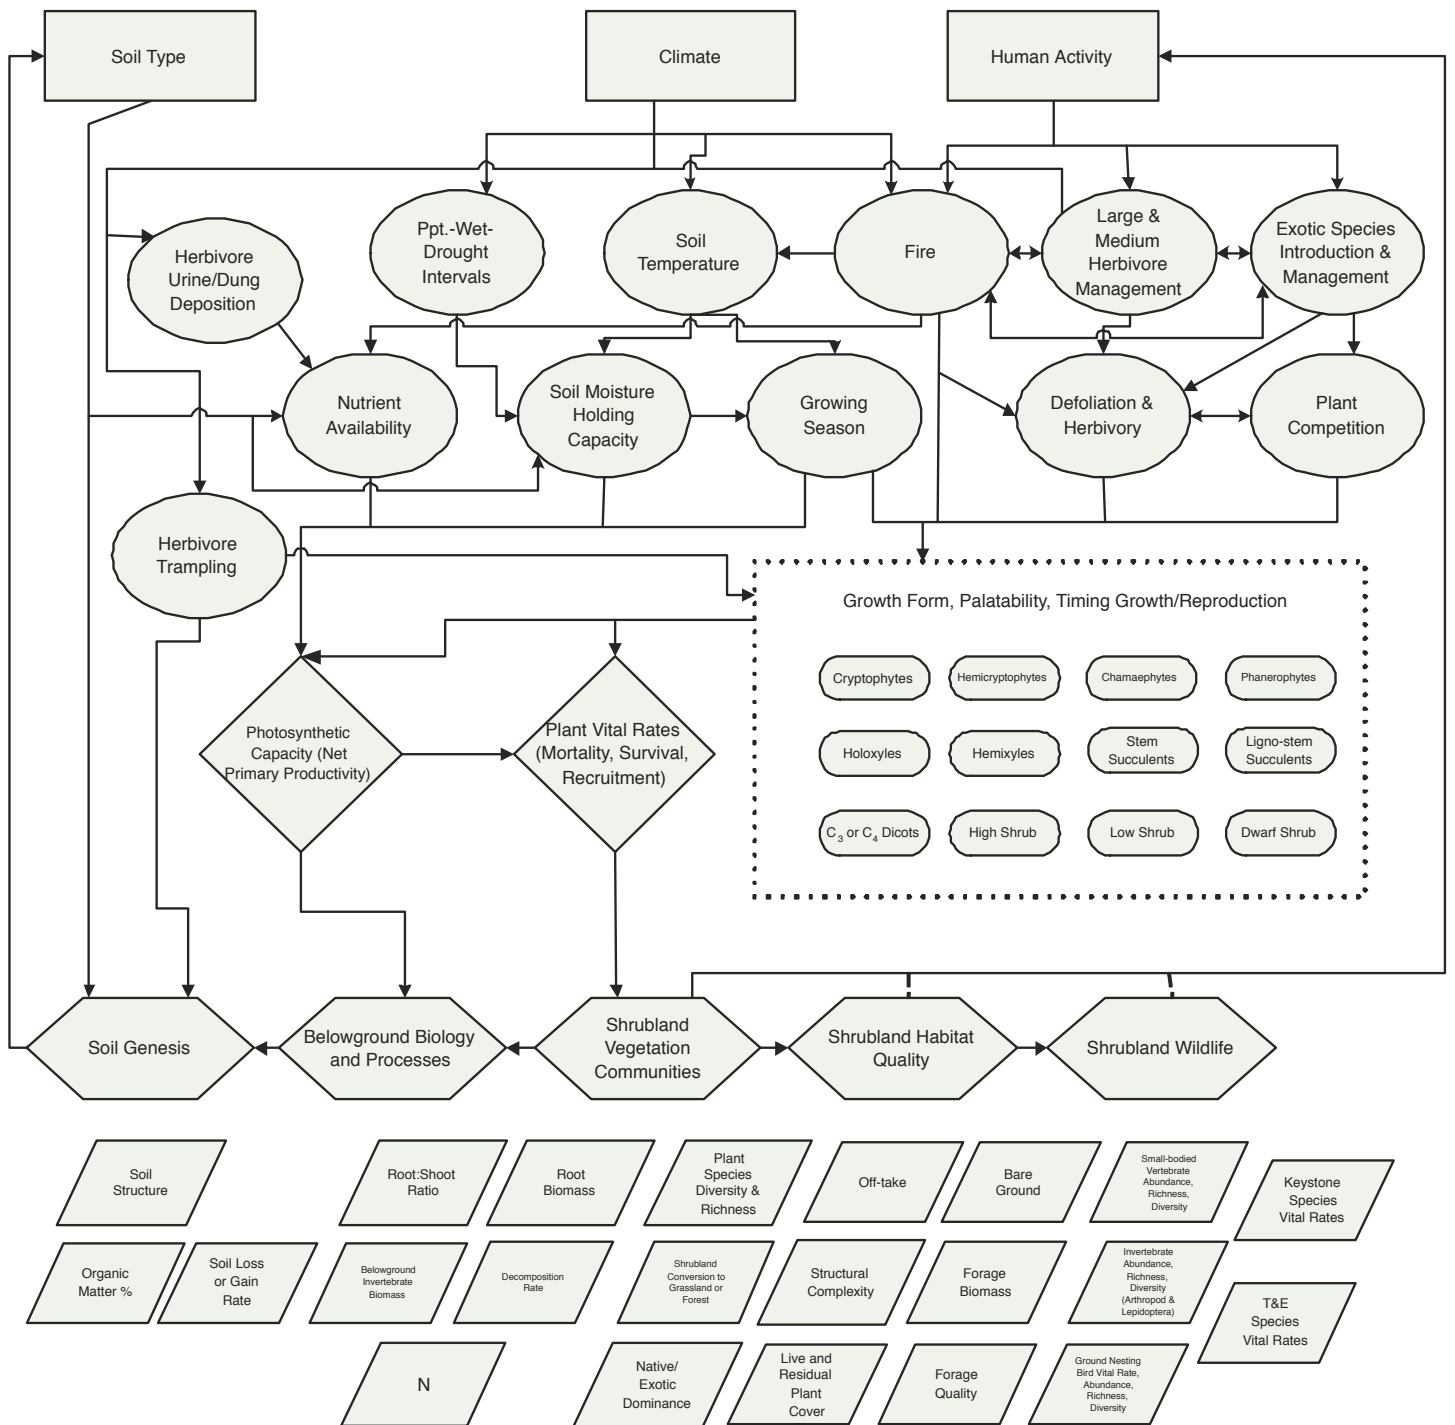 Soil Type
Climate
Human Activity
Herbivore
Urine/Dung
Deposition
Ppt.-Wet-
Drought
Intervals
Soil
Temperature
Fire
Large &
Medium
Herbivore
Management
Exotic Species
Introduction &
Management
Nutrient
Availability
Soil Moisture
Holding
Capacity
Growing
Season
Defoliation &
Herbivory
Plant
Competition
Herbivore
Trampling
Growth Form, Palatability, Timing Growth/Reproduction
Cryptophytes
Hemicryptophytes
Chamaephytes
Phanerophytes
Holoxyles
Hemixyles
Stem
Succulents
Ligno-stem
Succulents
C3 or C4 Dicots
High Shrub
Low Shrub
Dwarf Shrub
Photosynthetic
Capacity (Net
Primary Productivity)
Plant Vital Rates
(Mortality, Survival,
Recruitment)
Soil Genesis
Belowground Biology
and Processes
Shrubland
Vegetation
Communities
Shrubland Habitat
Quality
Shrubland Wildlife
Soil
Structure
Root:Shoot
Ratio
Root
Biomass
Plant
Species
Diversity &
Richness
Off-take
Bare
Ground
Small-bodied
Vertebrate
Abundance,
Richness,
Diversity
Keystone
Species
Vital Rates
Organic
Matter %
Soil Loss
or Gain
Rate
Belowground
Invertebrate
Biomass
Decomposition
Rate
Shrubland
Conversion to
Grassland or
Forest
Structural
Complexity
Forage
Biomass
Invertebrate
Abundance,
Richness,
Diversity
(Arthropod &
Lepidoptera)
T&E
Species
Vital Rates
N
Native/
Exotic
Dominance
Live and
Residual
Plant
Cover
Forage
Quality
Ground Nesting
Bird Vital Rate,
Abundance,
Richness,
Diversity